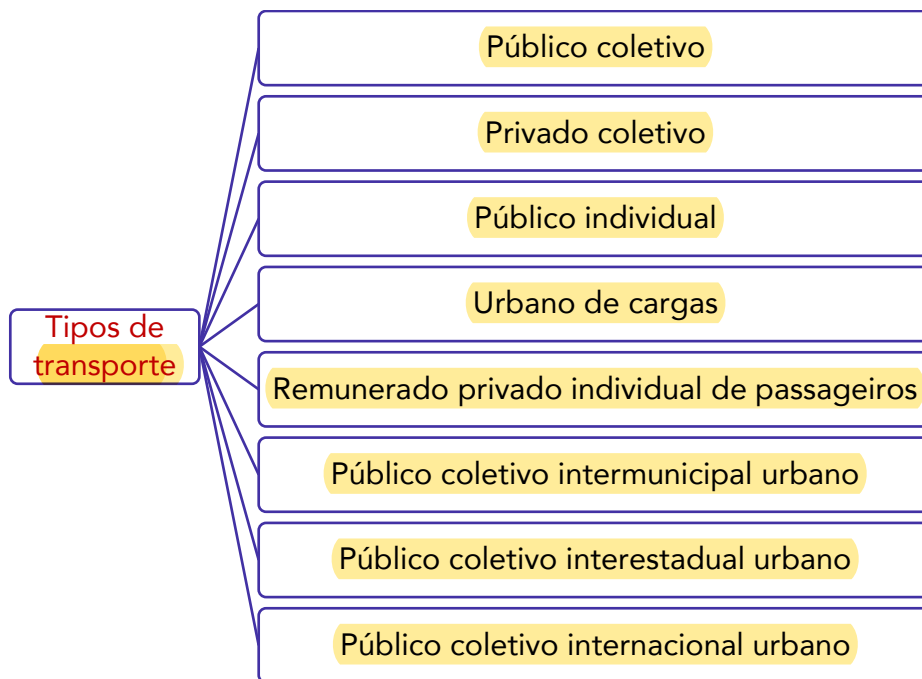 Público coletivo
Privado coletivo
Público individual
Urbano de cargas
Tipos de
transporte
Remunerado privado individual de passageiros
Público coletivo intermunicipal urbano
Público coletivo interestadual urbano
Público coletivo internacional urbano